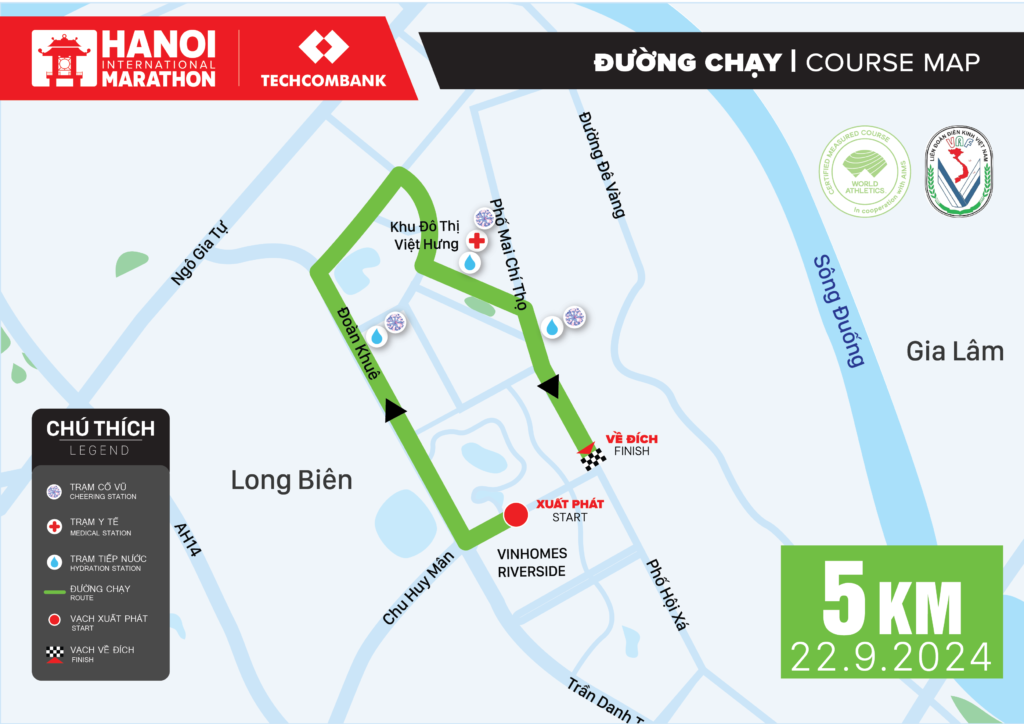 HANOI
INTERNATIONAL
MARATHON
TECHCOMBANK
ĐƯỜNG CHẠY | COURSE MAP
CERTIFIED MEASURED COURSE
WORLD
ATHLETICS
in cooperation with AIMS
LIÊN ĐOÀN ĐIỀN KINH VIỆT NAM
VAF
Đường Đê Vàng
Ngô Gia Tự
Khu Đô Thị
Việt Hưng
Phố Mai Chí Thọ
Sông Đuống
Gia Lâm
Đoàn Khuê
VỀ ĐÍCH
FINISH
Long Biên
XUẤT PHÁT
START
VINHOMES
RIVERSIDE
AH14
Chu Huy Mân
Phố Hội Xá
Trần Danh T
CHÚ THÍCH
LEGEND
TRẠM CỔ VŨ
CHEERING STATION
TRẠM Y TẾ
MEDICAL STATION
TRẠM TIẾP NƯỚC
HYDRATION STATION
ĐƯỜNG CHẠY
ROUTE
VẠCH XUẤT PHÁT
START
VẠCH VỀ ĐÍCH
FINISH
5 KM
22.9.2024